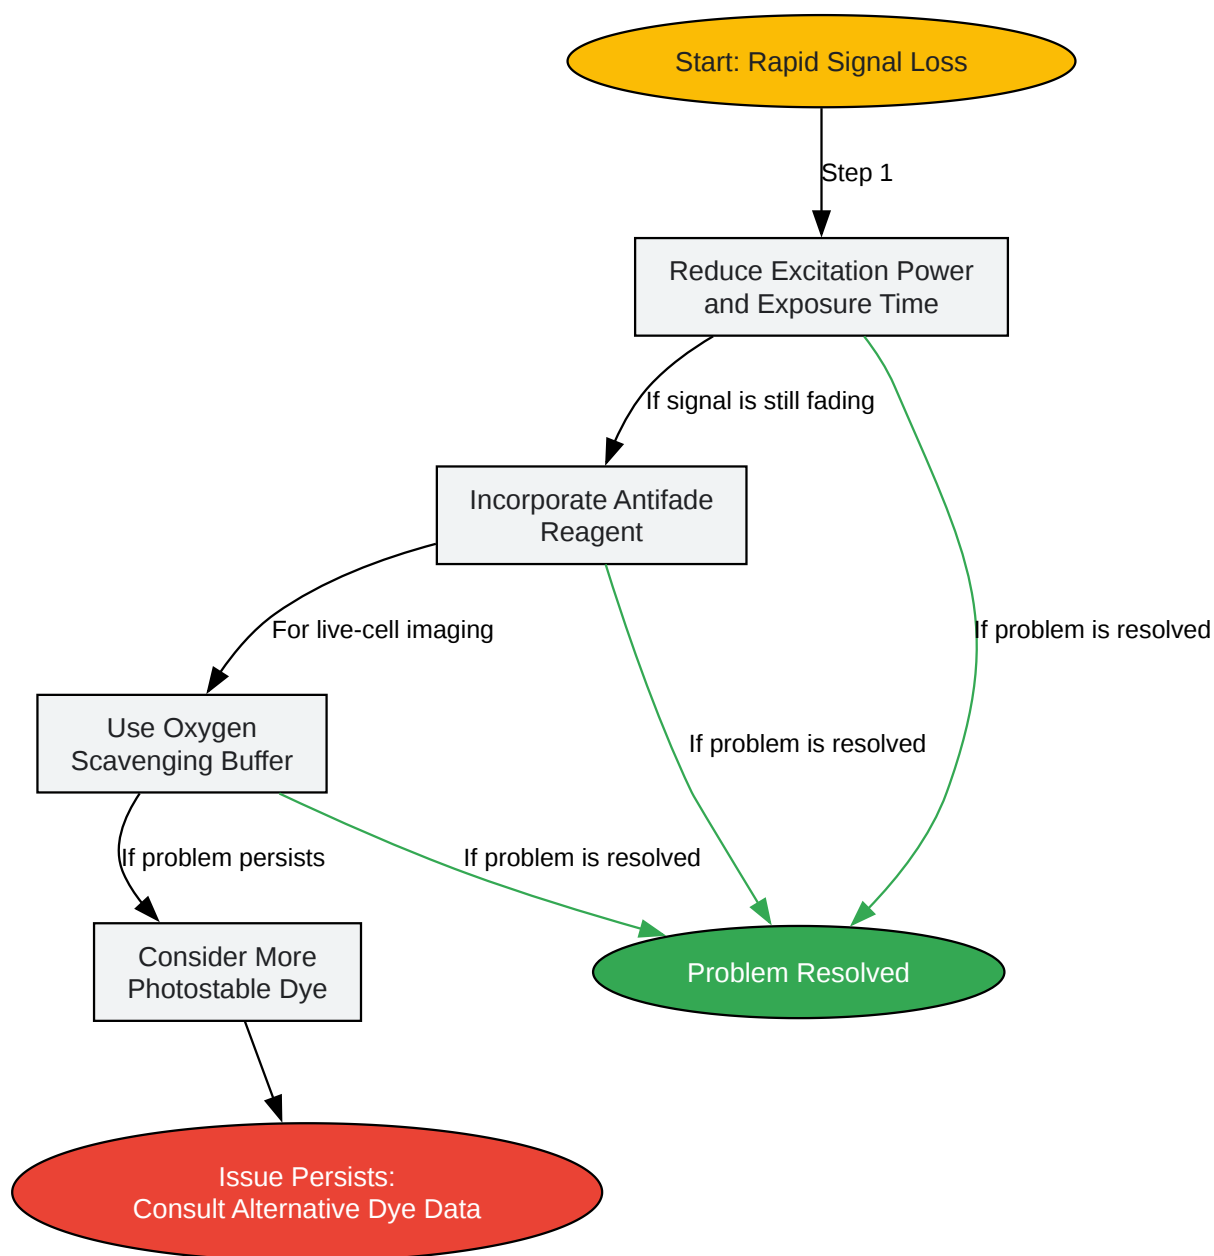 Start: Rapid Signal Loss
Step 1
Reduce Excitation Power
and Exposure Time
If signal is still fading
Incorporate Antifade
Reagent
For live-cell imaging
If problem is resolved
Use Oxygen
Scavenging Buffer
If problem is resolved
If problem persists
If problem is resolved
Consider More
Photostable Dye
Problem Resolved
Issue Persists:
Consult Alternative Dye Data